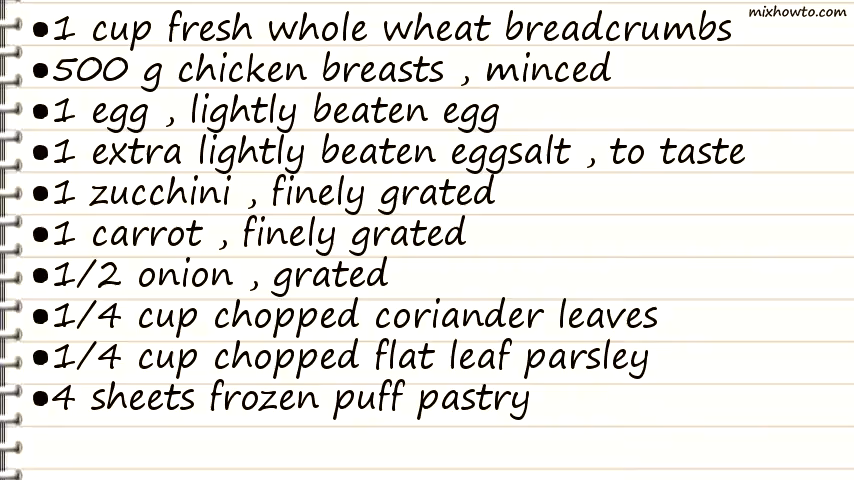 mixhowto.com
•1 cup fresh whole wheat breadcrumbs
•500 g chicken breasts , minced
•1 egg , lightly beaten egg
•1 extra lightly beaten eggsalt , to taste
•1 zucchini , finely grated
•1 carrot , finely grated
•1/2 onion , grated
•1/4 cup chopped coriander leaves
•1/4 cup chopped flat leaf parsley
•4 sheets frozen puff pastry